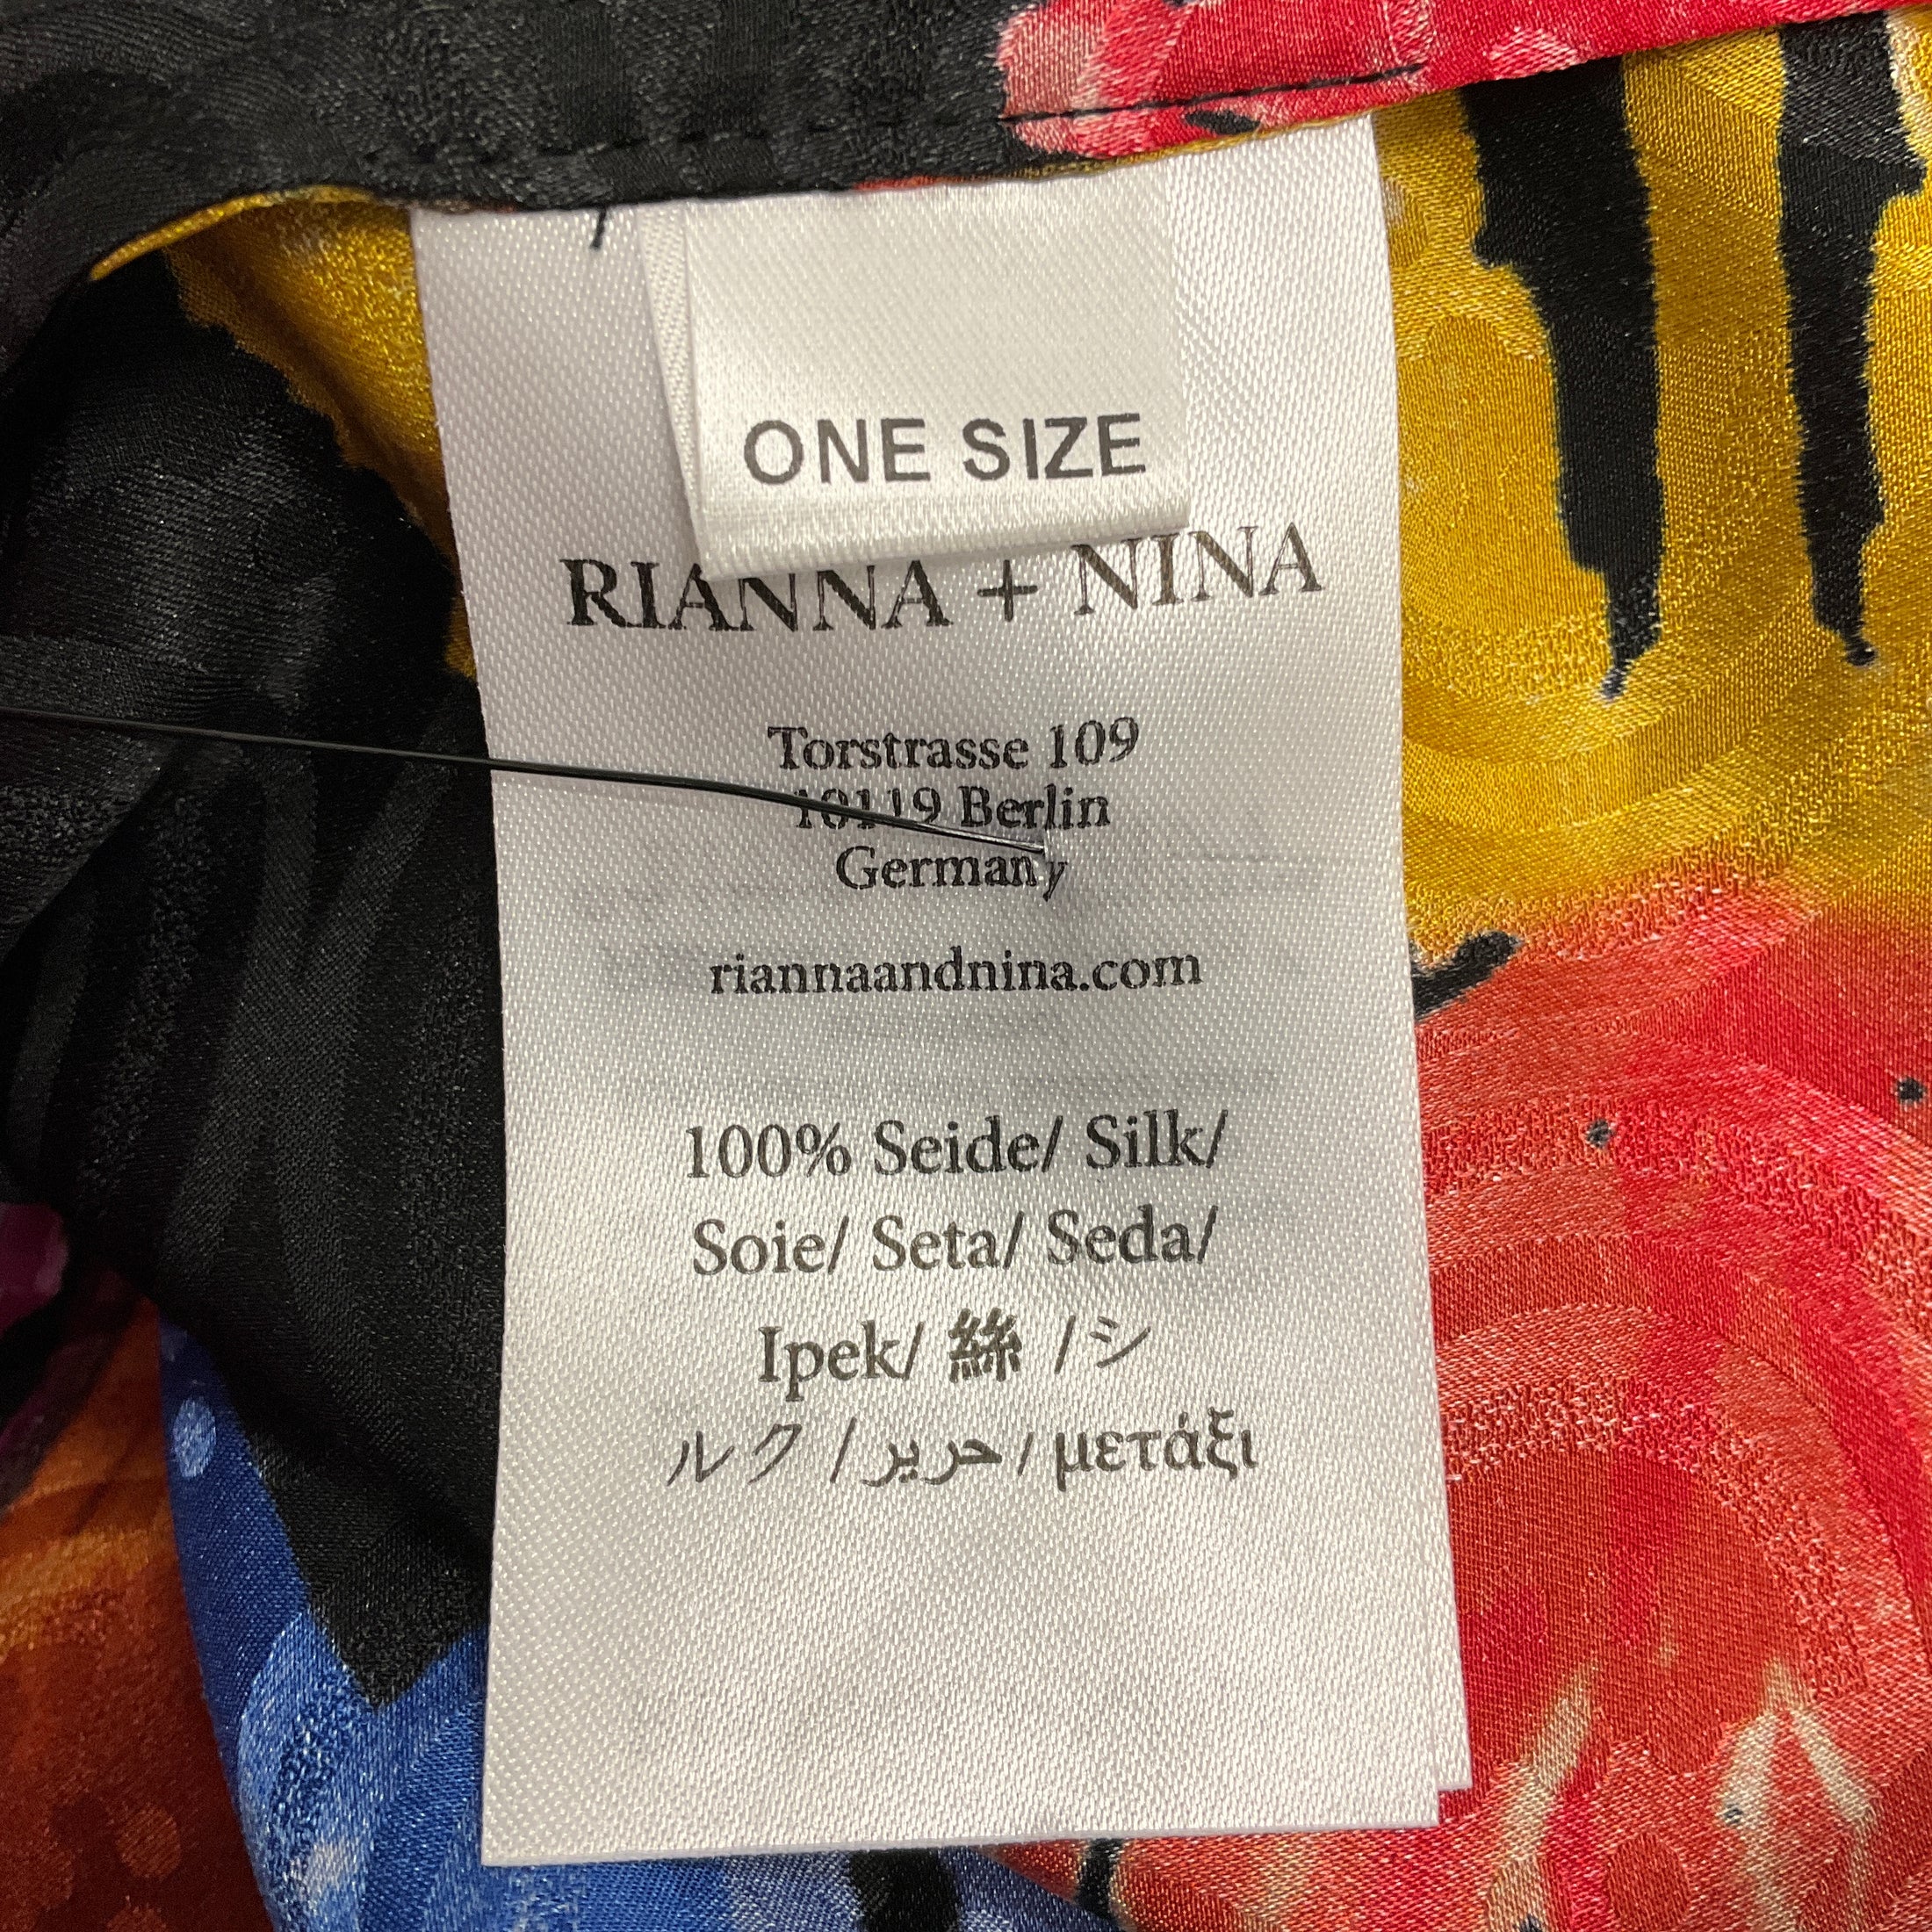 ONE SIZE
RIANNA + NINA
Torstrasse 109
10119 Berlin
Germany
riannaandnina.com
100% Seide/ Silk/
Soie/ Seta/ Seda/
Ipek/ 絲 /シ
ルク /حرير/ μετάξι